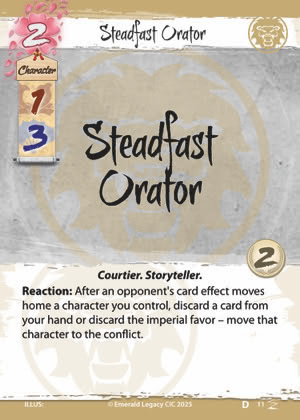 2
Steadfast Orator
Character
1
3
Steadfast
Orator
2
Courtier. Storyteller.
Reaction: After an opponent's card effect moves
home a character you control, discard a card from
your hand or discard the imperial favor – move that
character to the conflict.
ILLUS:
© Emerald Legacy CIC 2025
D 11